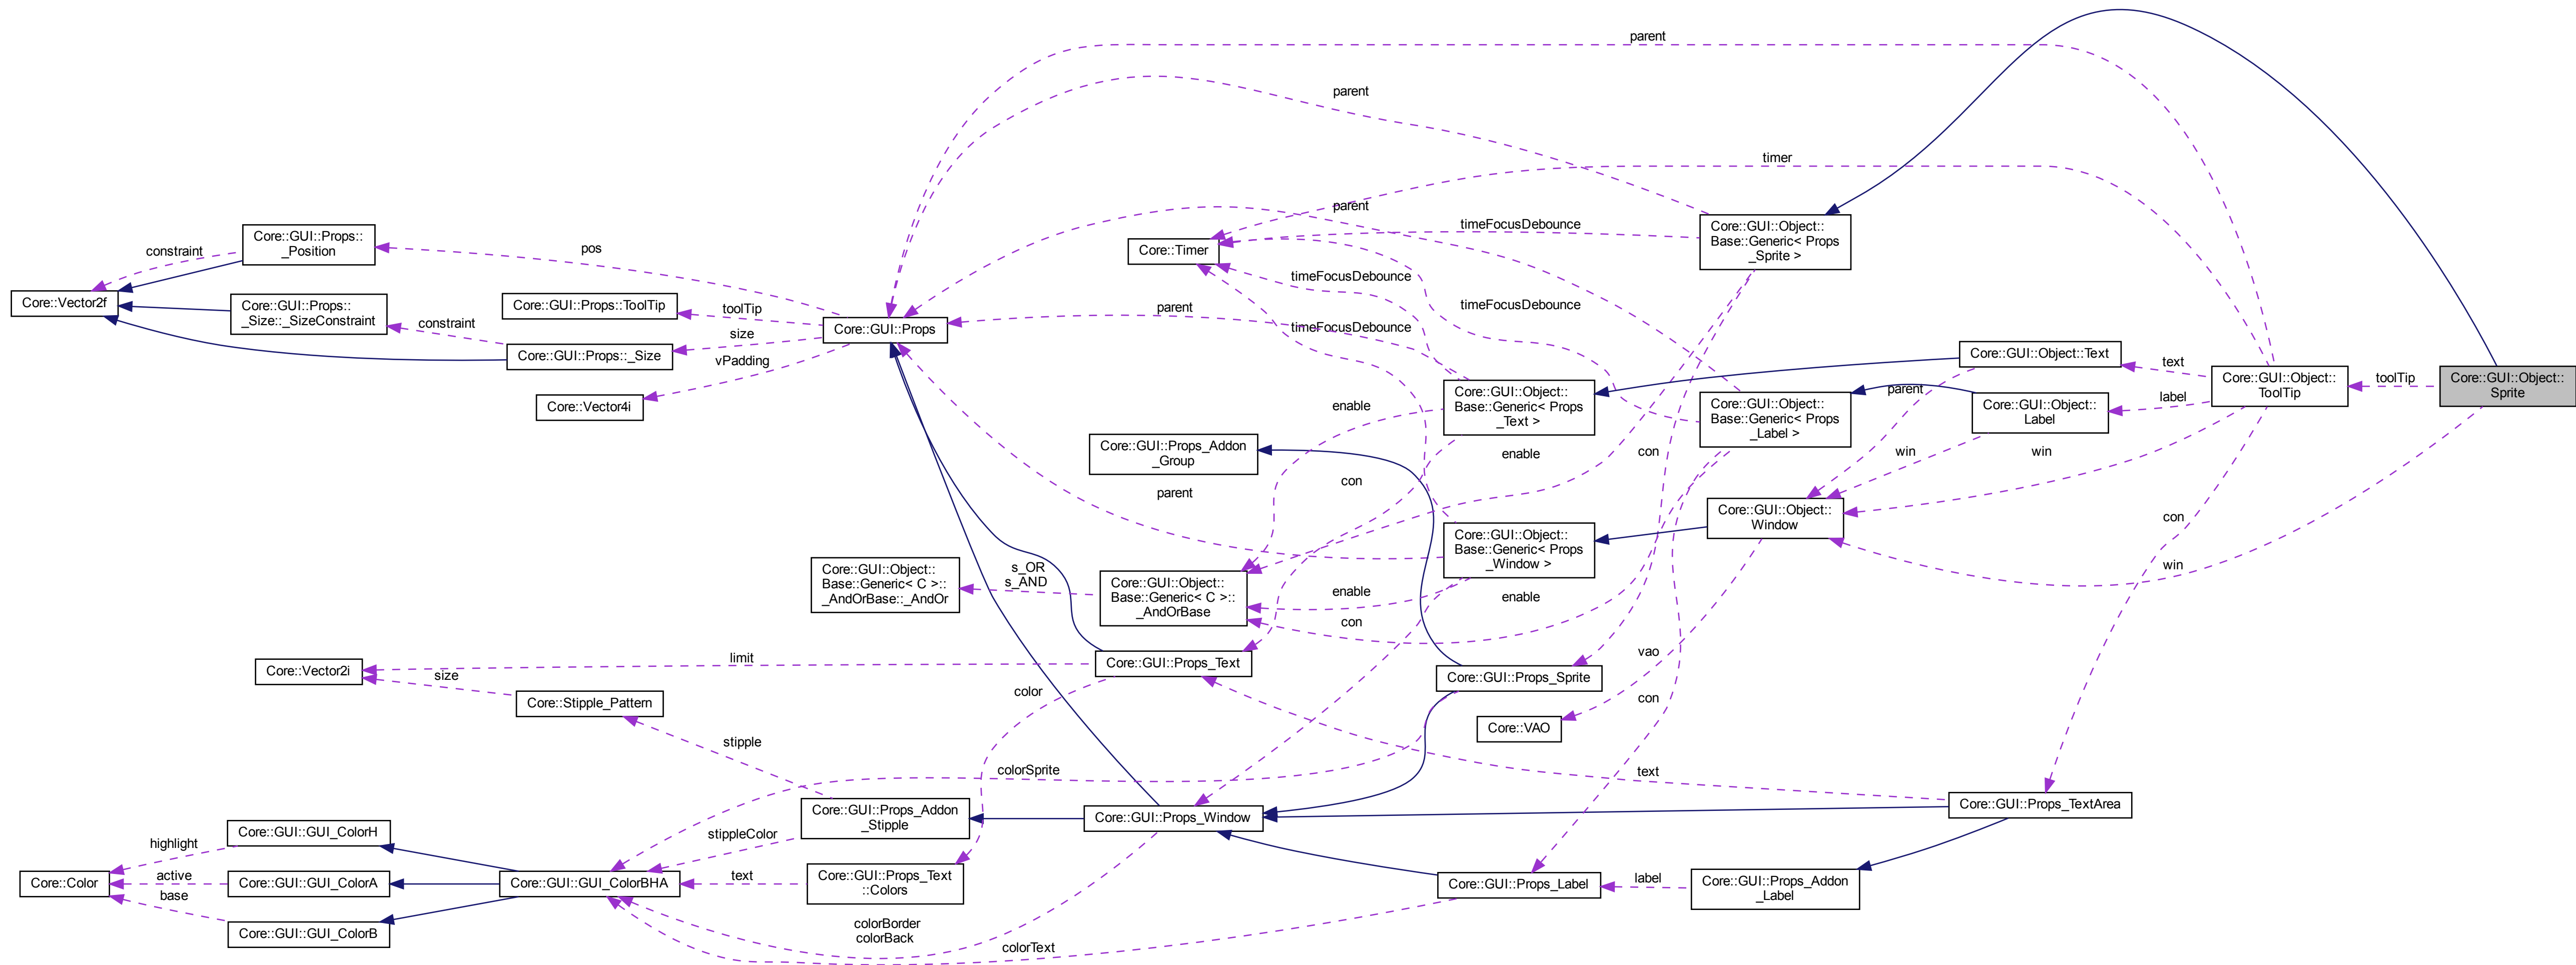 parent
parent
timer
parent
Core::GUI::Props::
_Position
constraint
pos
Core::Timer
timeFocusDebounce
Core::GUI::Object::
Base::Generic< Props
_Sprite >
Core::Vector2f
Core::GUI::Props::
_Size::_SizeConstraint
constraint
Core::GUI::Props::ToolTip
toolTip
size
vPadding
Core::GUI::Props::_Size
Core::Vector4i
Core::GUI::Props
timeFocusDebounce
parent
timeFocusDebounce
timeFocusDebounce
Core::GUI::Object::
Base::Generic< Props
_Text >
Core::GUI::Object::
Base::Generic< Props
_Label >
Core::GUI::Object::Text
parent
Core::GUI::Object::
Label
text
label
Core::GUI::Object::
ToolTip
toolTip
Core::GUI::Object::
Sprite
enable
Core::GUI::Props_Addon
_Group
enable
con
win
win
con
parent
con
Core::GUI::Object::
Base::Generic< Props
_Window >
Core::GUI::Object::
Window
con
win
Core::GUI::Object::
Base::Generic< C >::
_AndOrBase::_AndOr
s_OR
s_AND
Core::GUI::Object::
Base::Generic< C >::
_AndOrBase
enable
enable
Core::Vector2i
limit
size
Core::Stipple_Pattern
Core::GUI::Props_Text
color
Core::GUI::Props_Sprite
vao
con
Core::VAO
stipple
colorSprite
text
Core::GUI::Props_Addon
_Stipple
Core::GUI::Props_Window
Core::GUI::Props_TextArea
Core::GUI::GUI_ColorH
highlight
stippleColor
Core::Color
active
base
Core::GUI::GUI_ColorA
Core::GUI::GUI_ColorBHA
text
Core::GUI::Props_Text
::Colors
Core::GUI::Props_Label
label
Core::GUI::Props_Addon
_Label
Core::GUI::GUI_ColorB
colorBorder
colorBack
colorText